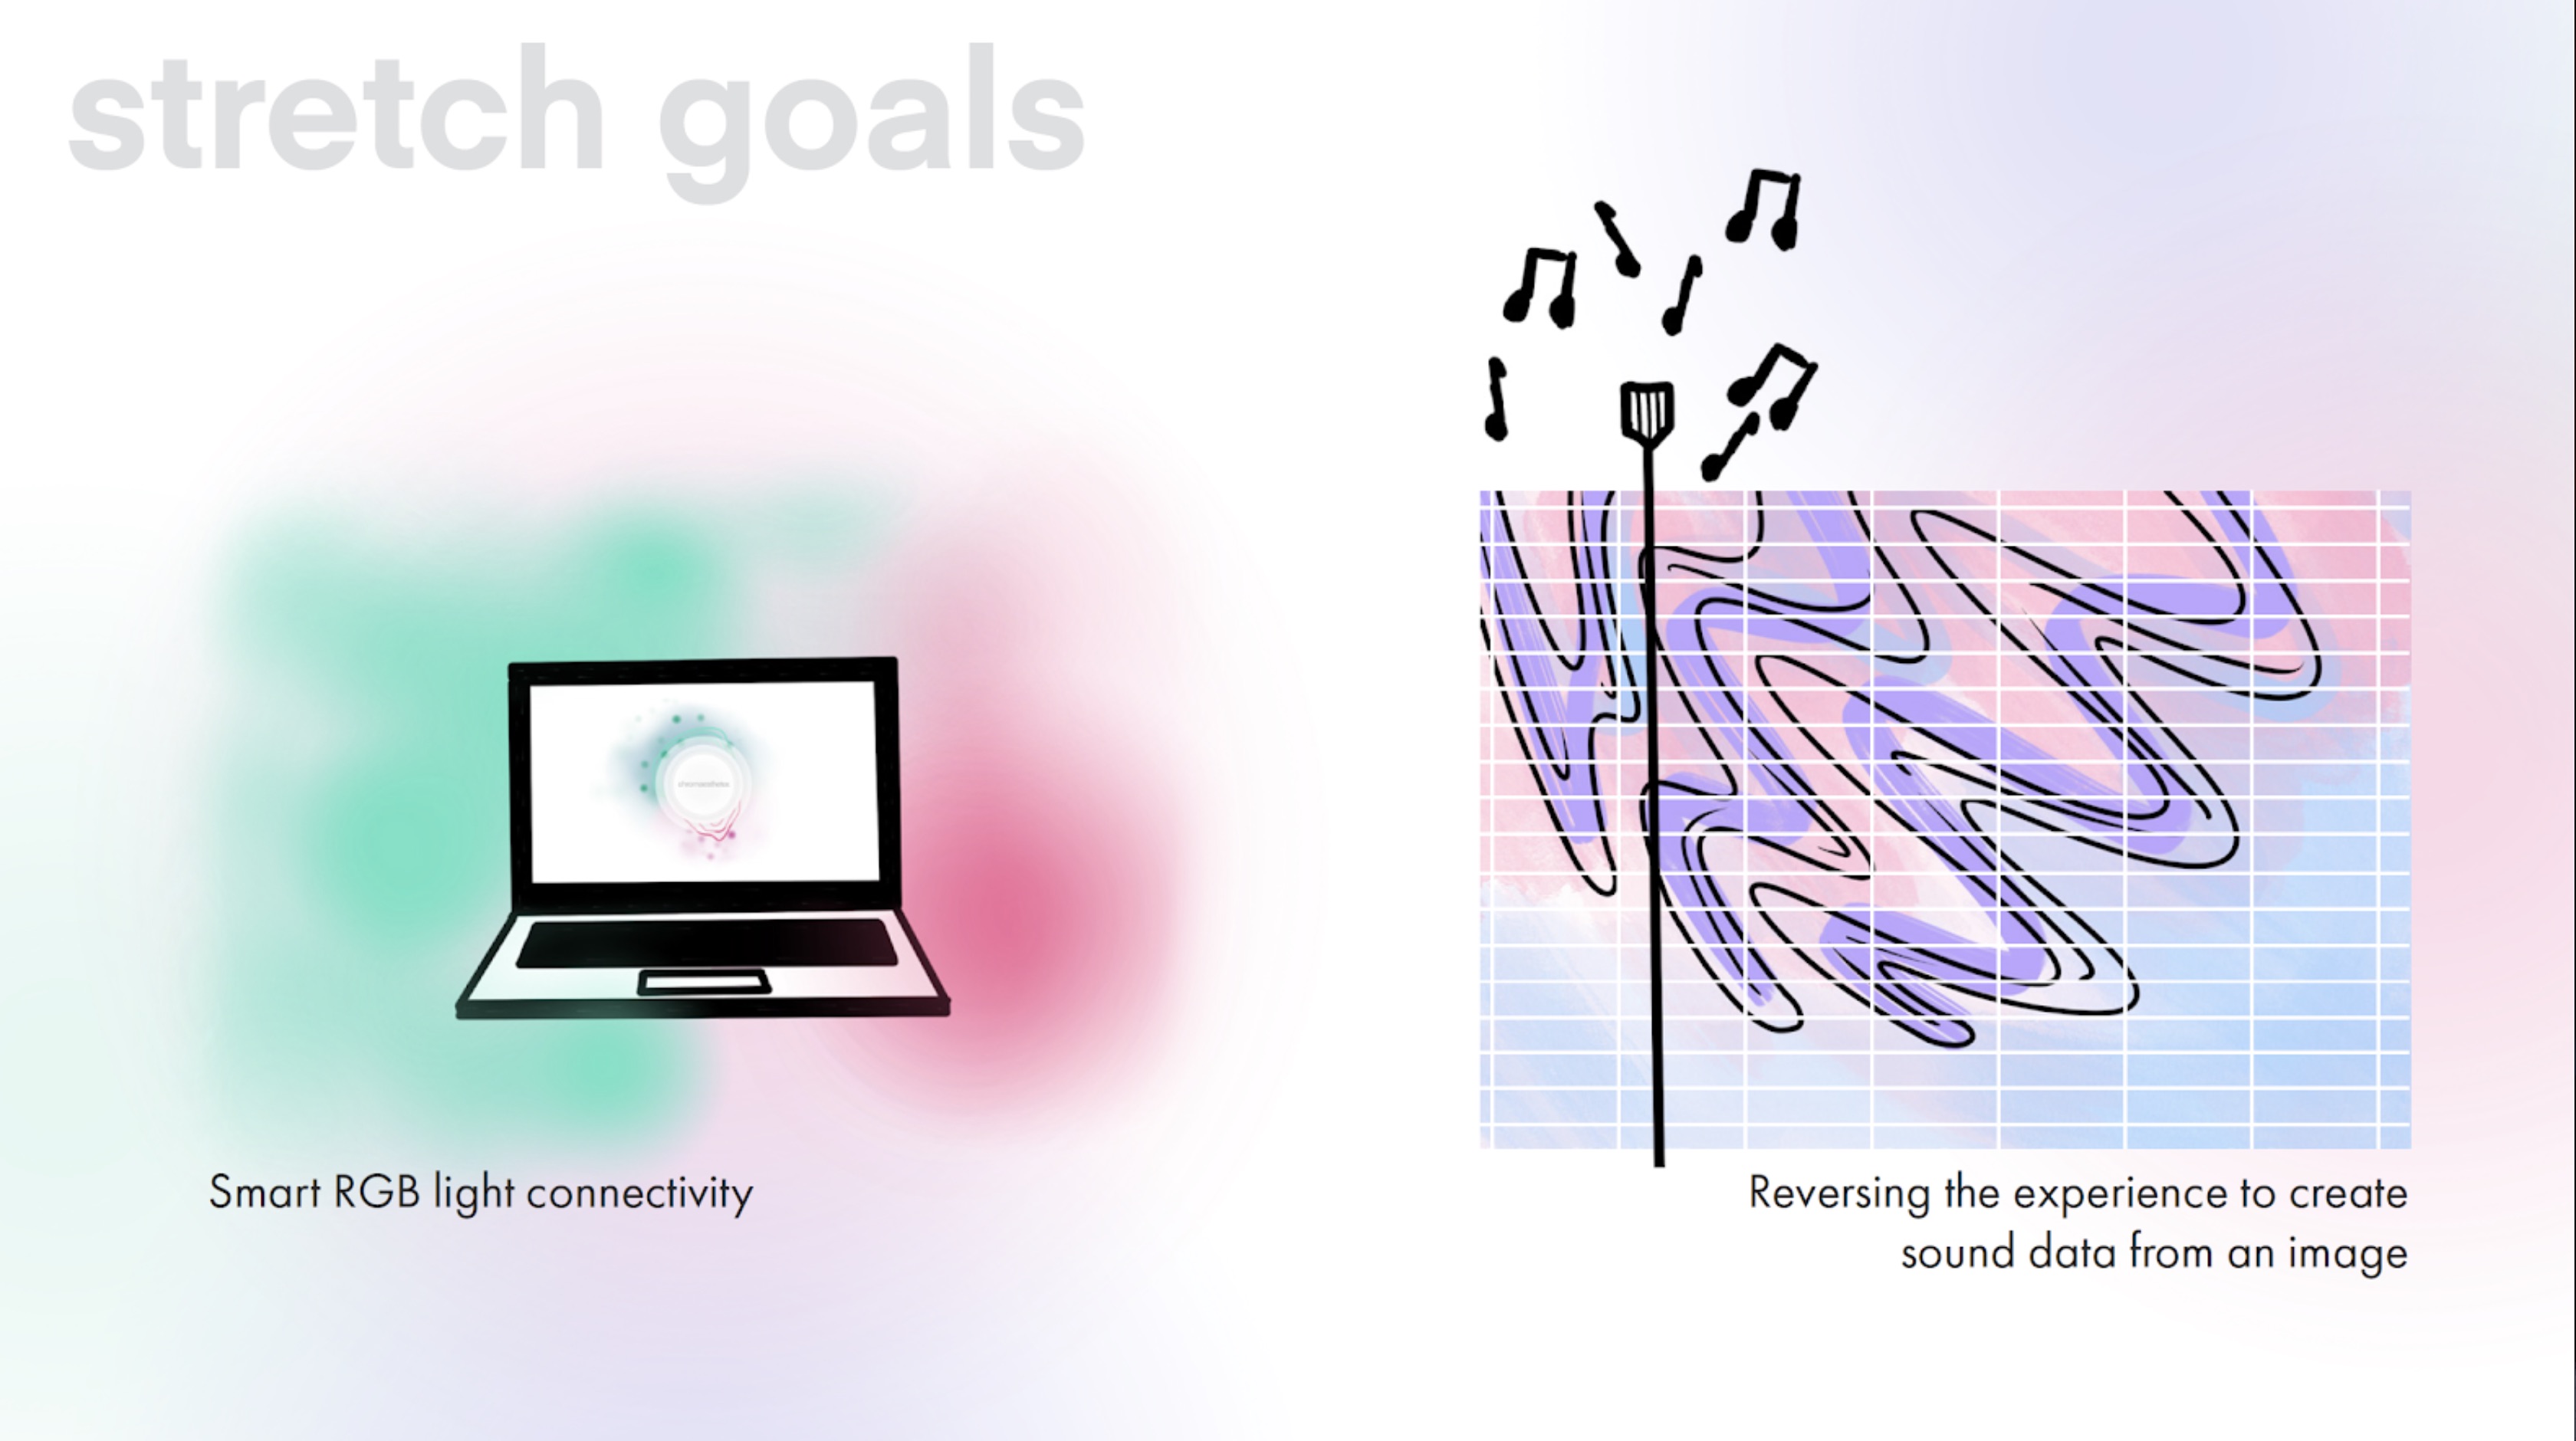 stretch goals
Smart RGB light connectivity
Reversing the experience to create
sound data from an image